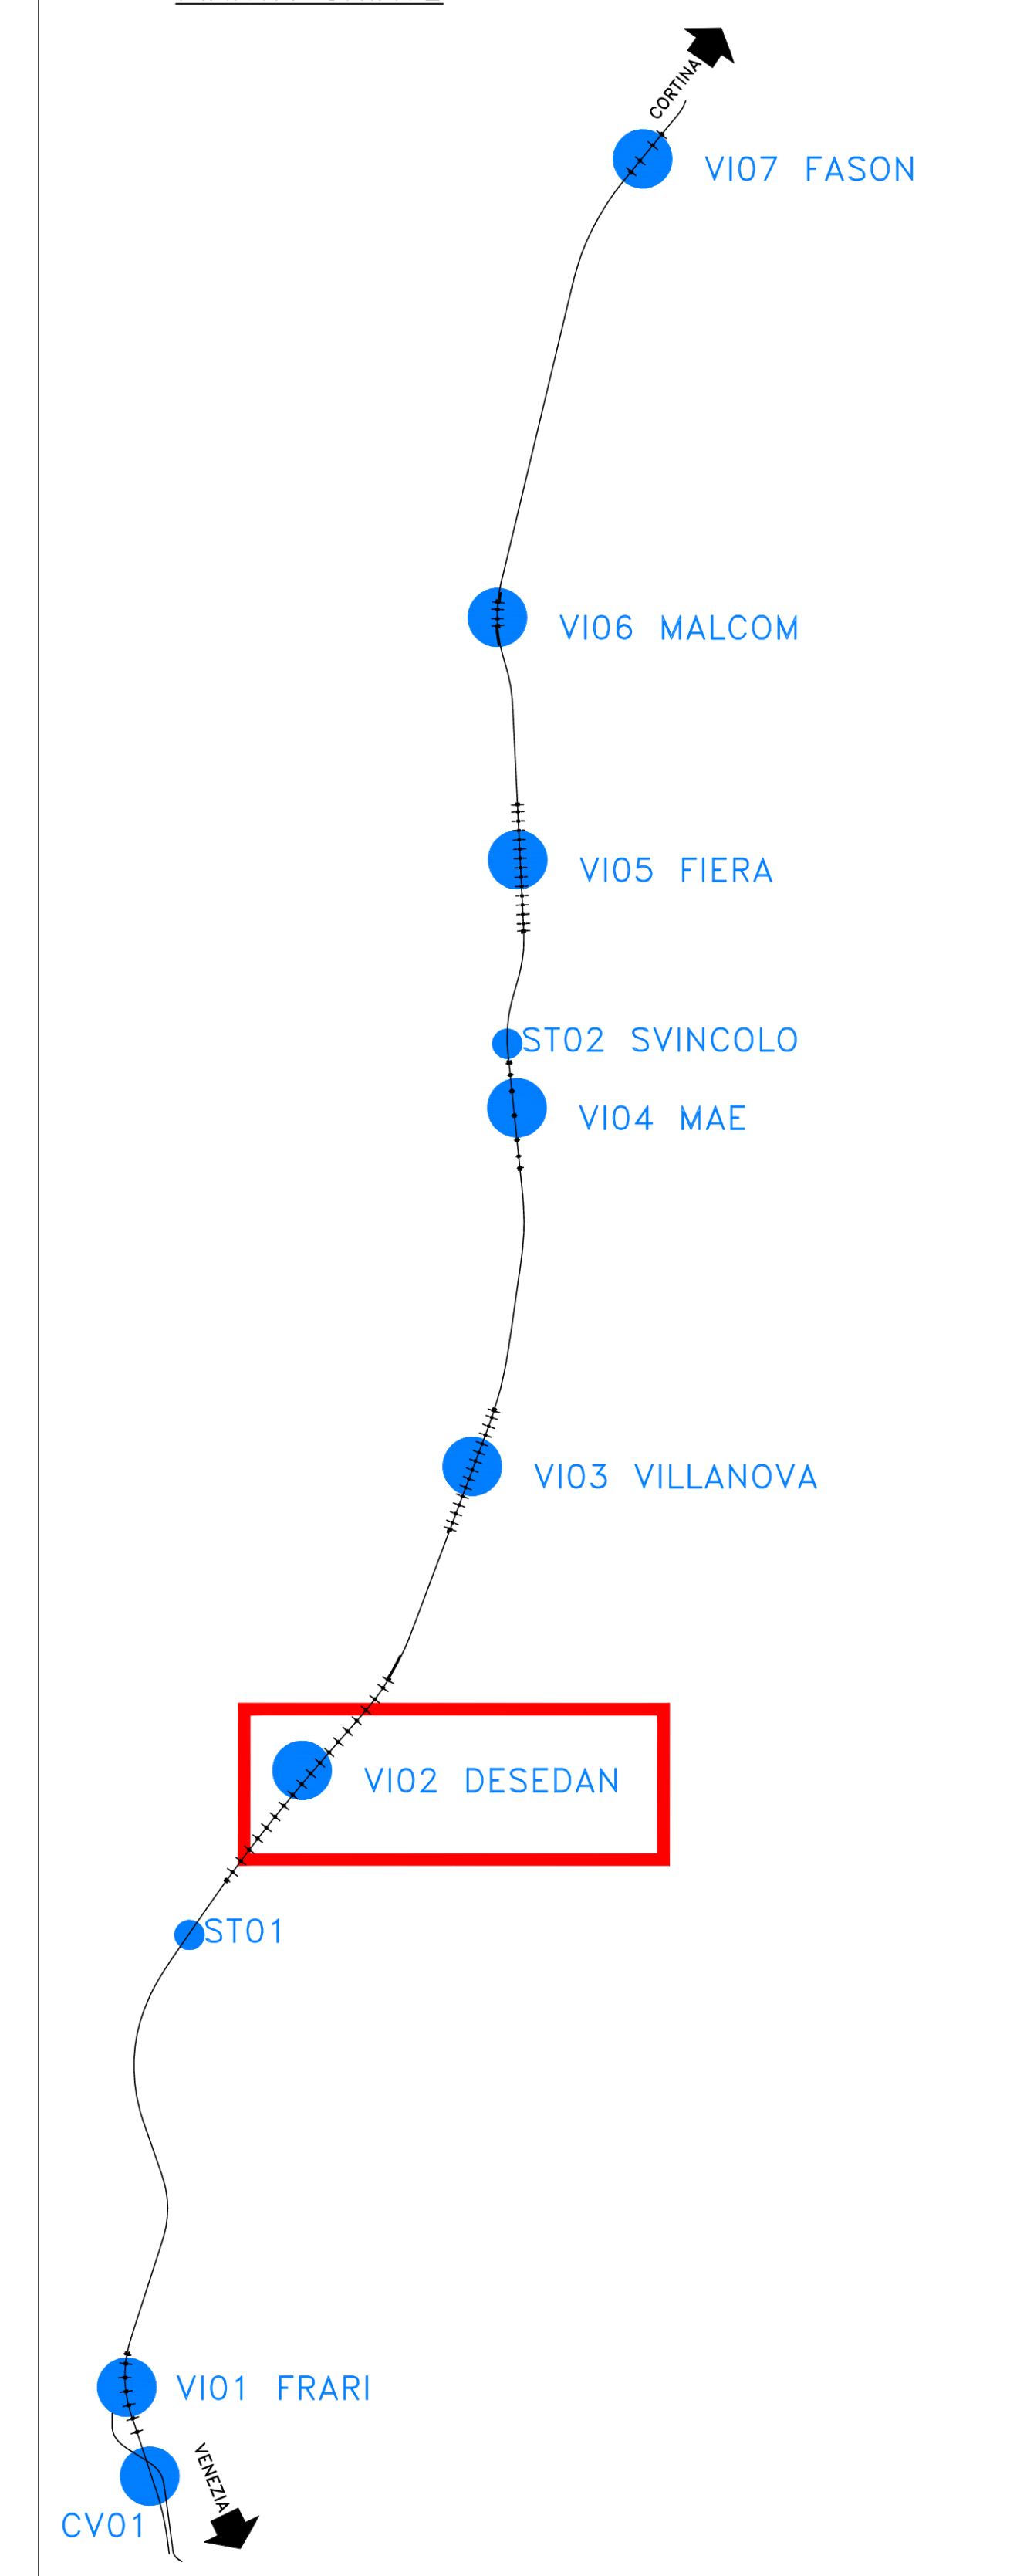 CORTINA
VI07 FASON
VI06 MALCOM
VI05 FIERA
ST02 SVINCOLO
VI04 MAE
VI03 VILLANOVA
VI02 DESEDAN
ST01
VI01 FRARI
VENEZIA
CV01